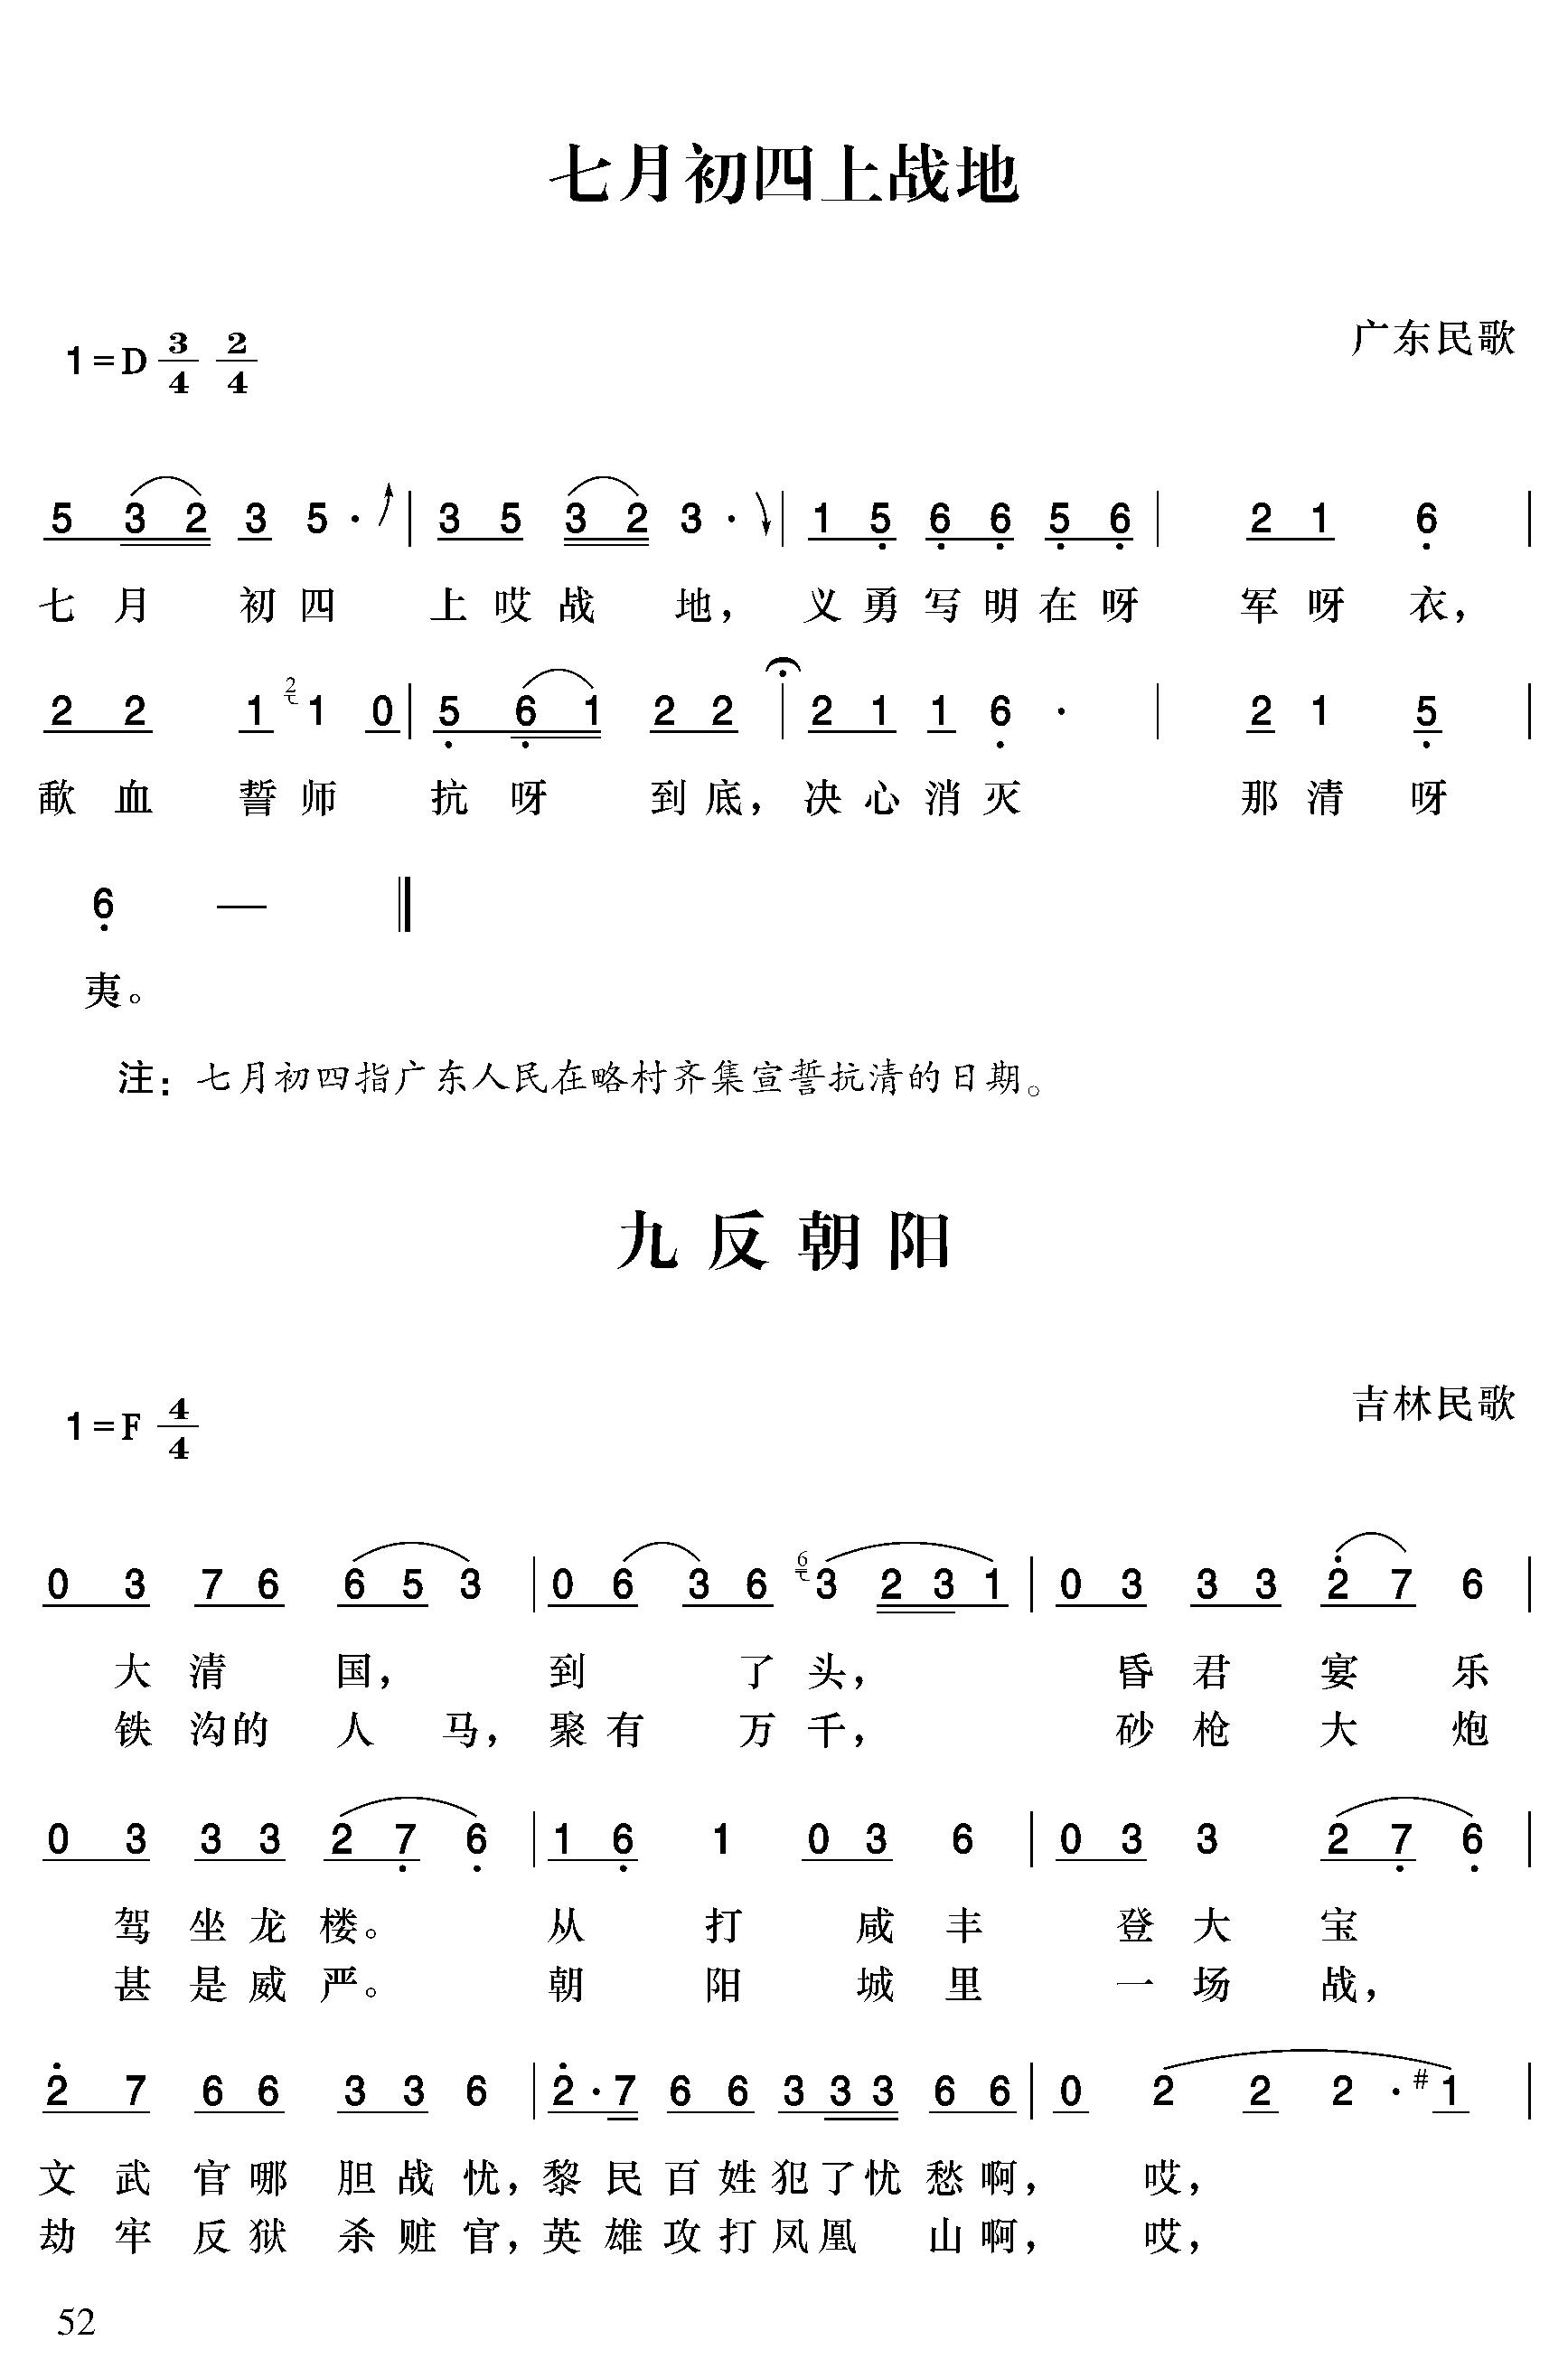 七月初四上战地
1=D 3/4 2/4 广东民歌
5 3 2 3 5 · | 3 5 3 2 3 · | 1 5̣ 6̣ 6̣ 5̣ 6̣ | 2 1 6̣ |
七月 初四 上哎战 地，义勇写明在呀 军呀 衣，
2 2 1 2 1 0 | 5̣ 6̣ 1 2 2 | 2 1 1 6̣ · | 2 1 5̣ |
歃血 誓师 抗呀 到底，决心消灭 那清 呀
6̣ — ‖
夷。
注：七月初四指广东人民在略村齐集宣誓抗清的日期。
九反朝阳
1=F 4/4 吉林民歌
0 3 7 6 6 5 3 | 0 6 3 6 6 3 2 3 1 | 0 3 3 3 2̇ 7 6 |
大清 国， 到 了头， 昏君 宴 乐
铁沟的 人 马，聚有 万千， 砂枪 大 炮
0 3 3 3 2 7̣ 6̣ | 1 6̣ 1 0 3 6 | 0 3 3 2 7̣ 6̣ |
驾坐龙楼。 从 打 咸丰 登大 宝
甚是威严。 朝 阳 城里 一场 战，
2̇ 7 6 6 3 3 6 | 2̇ · 7 6 6 3 3 3 6 6 | 0 2 2 2 · #1 |
文武官哪胆战忧，黎民百姓犯了忧愁啊， 哎，
劫牢反狱杀赃官，英雄攻打凤凰 山啊， 哎，
52